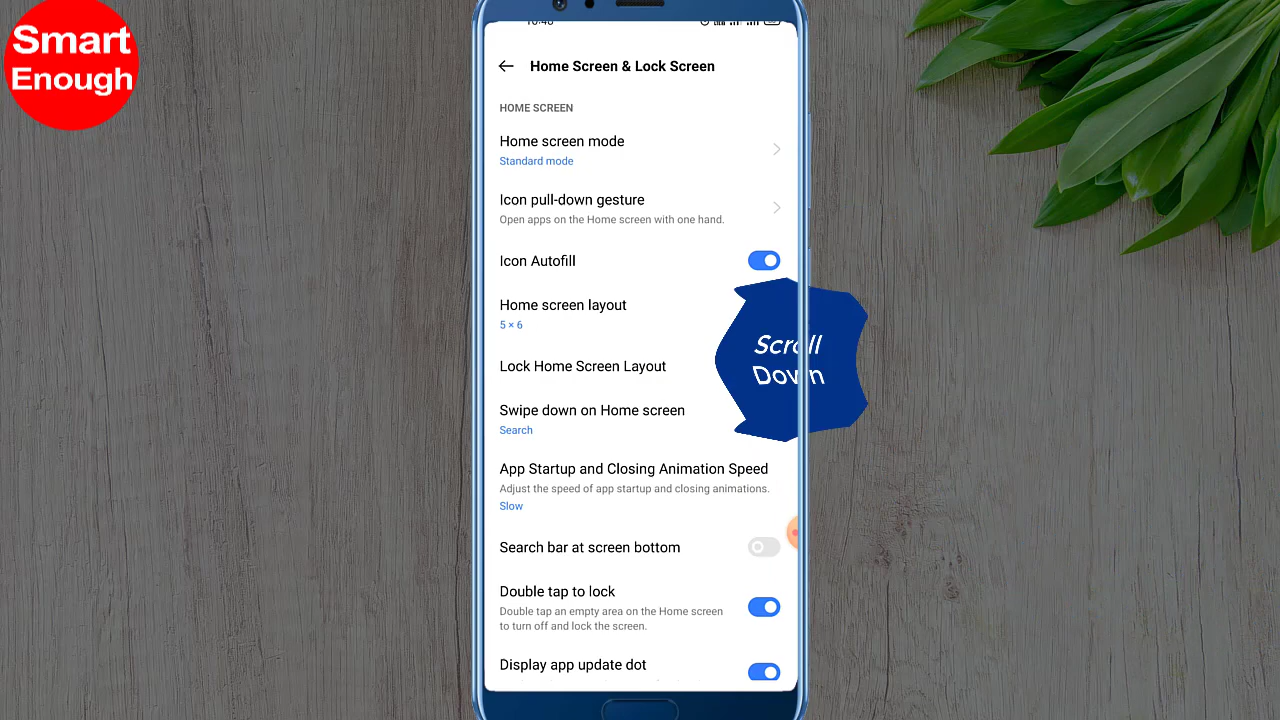 Smart
Enough
10:48
Home Screen & Lock Screen
HOME SCREEN
Home screen mode
Standard mode
Icon pull-down gesture
Open apps on the Home screen with one hand.
Icon Autofill
Home screen layout
5 × 6
Scroll
Down
Lock Home Screen Layout
Swipe down on Home screen
Search
App Startup and Closing Animation Speed
Adjust the speed of app startup and closing animations.
Slow
Search bar at screen bottom
Double tap to lock
Double tap an empty area on the Home screen
to turn off and lock the screen.
Display app update dot